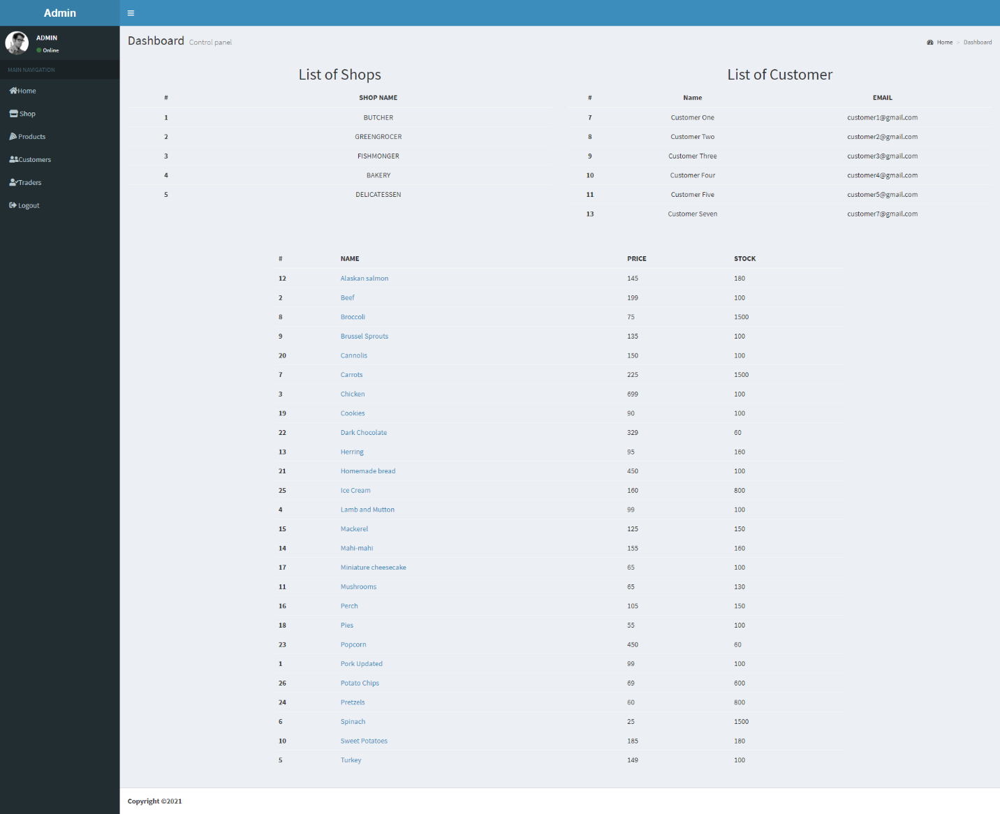 Admin
ADMIN
Online
MAIN NAVIGATION
Home
Shop
Products
Customers
Traders
Logout
Dashboard Control panel
Home > Dashboard
List of Shops
# SHOP NAME
1 BUTCHER
2 GREENGROCER
3 FISHMONGER
4 BAKERY
5 DELICATESSEN
List of Customer
# Name EMAIL
7 Customer One customer1@gmail.com
8 Customer Two customer2@gmail.com
9 Customer Three customer3@gmail.com
10 Customer Four customer4@gmail.com
11 Customer Five customer5@gmail.com
13 Customer Seven customer7@gmail.com
# NAME PRICE STOCK
12 Alaskan salmon 145 180
2 Beef 199 100
8 Broccoli 75 1500
9 Brussel Sprouts 135 100
20 Cannolis 150 100
7 Carrots 225 1500
3 Chicken 699 100
19 Cookies 90 100
22 Dark Chocolate 329 60
13 Herring 95 160
21 Homemade bread 450 100
25 Ice Cream 160 800
4 Lamb and Mutton 99 100
15 Mackerel 125 150
14 Mahi-mahi 155 160
17 Miniature cheesecake 65 100
11 Mushrooms 65 130
16 Perch 105 150
18 Pies 55 100
23 Popcorn 450 60
1 Pork Updated 99 100
26 Potato Chips 69 600
24 Pretzels 60 800
6 Spinach 25 1500
10 Sweet Potatoes 185 180
5 Turkey 149 100
Copyright ©2021